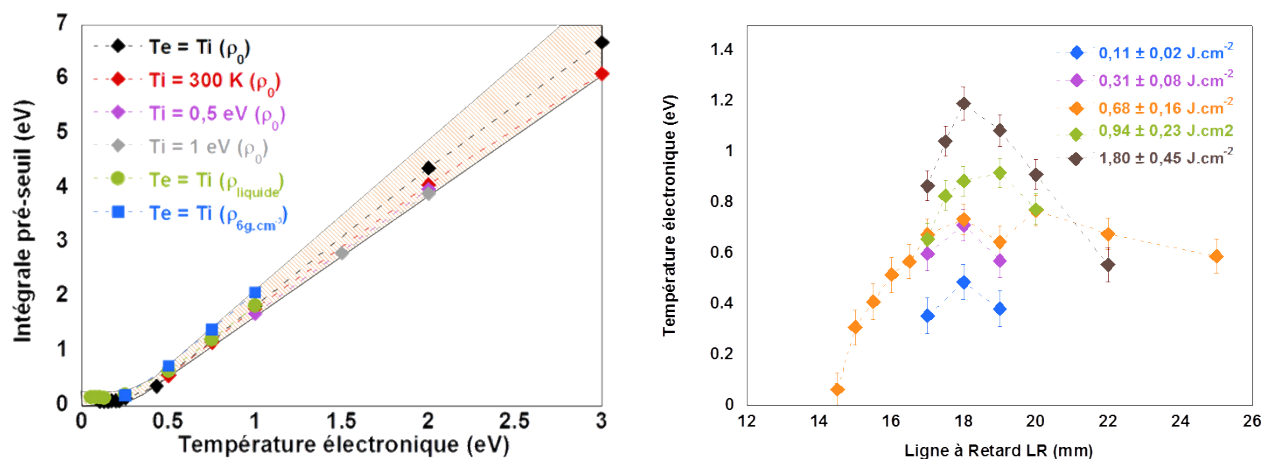 7
6
5
4
3
2
1
0
Intégrale pré-seuil (eV)
Te = Ti (ρ₀)
Ti = 300 K (ρ₀)
Ti = 0,5 eV (ρ₀)
Ti = 1 eV (ρ₀)
Te = Ti (ρliquide)
Te = Ti (ρ6g.cm⁻³)
0 0.5 1 1.5 2 2.5 3
Température électronique (eV)
1.4
1.2
1
0.8
0.6
0.4
0.2
0
Température électronique (eV)
0,11 ± 0,02 J.cm⁻²
0,31 ± 0,08 J.cm⁻²
0,68 ± 0,16 J.cm⁻²
0,94 ± 0,23 J.cm2
1,80 ± 0,45 J.cm⁻²
12 14 16 18 20 22 24 26
Ligne à Retard LR (mm)